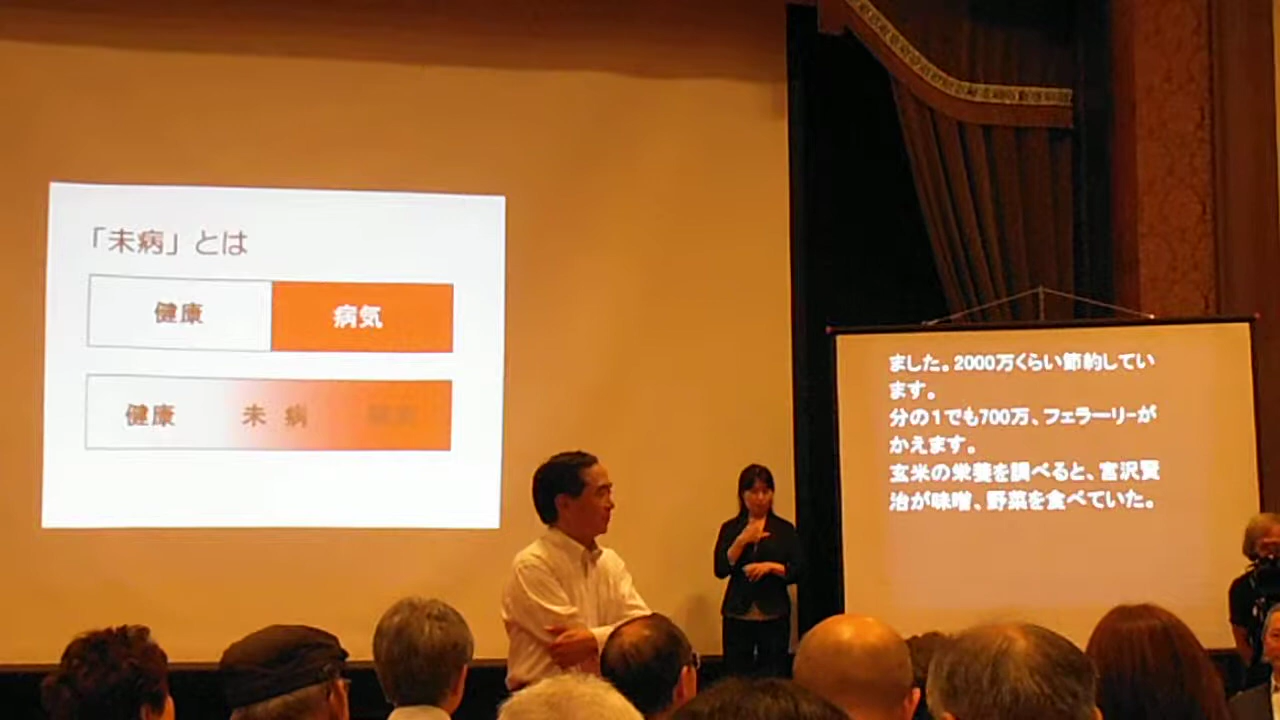 「未病」とは
健康
病気
健康
未 病
ました。2000万くらい節約してい
ます。
分の1でも700万、フェラーリーが
かえます。
玄米の栄養を調べると、宮沢賢
治が味噌、野菜を食べていた。